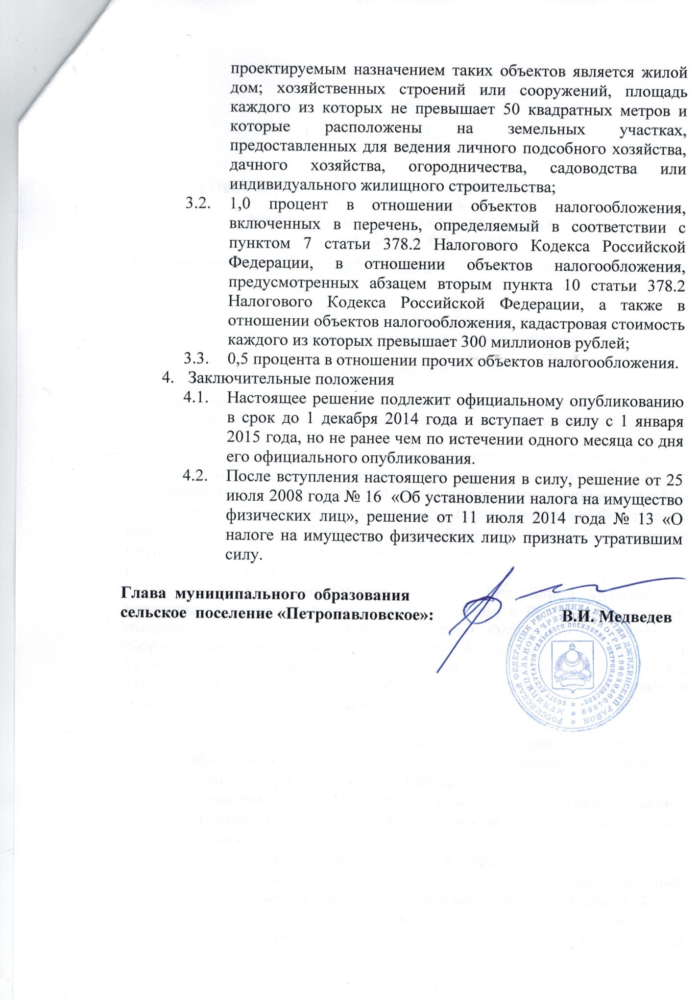 проектируемым назначением таких объектов является жилой
дом; хозяйственных строений или сооружений, площадь
каждого из которых не превышает 50 квадратных метров и
которые расположены на земельных участках,
предоставленных для ведения личного подсобного хозяйства,
дачного хозяйства, огородничества, садоводства или
индивидуального жилищного строительства;
3.2. 1,0 процент в отношении объектов налогообложения,
включенных в перечень, определяемый в соответствии с
пунктом 7 статьи 378.2 Налогового Кодекса Российской
Федерации, в отношении объектов налогообложения,
предусмотренных абзацем вторым пункта 10 статьи 378.2
Налогового Кодекса Российской Федерации, а также в
отношении объектов налогообложения, кадастровая стоимость
каждого из которых превышает 300 миллионов рублей;
3.3. 0,5 процента в отношении прочих объектов налогообложения.
4. Заключительные положения
4.1. Настоящее решение подлежит официальному опубликованию
в срок до 1 декабря 2014 года и вступает в силу с 1 января
2015 года, но не ранее чем по истечении одного месяца со дня
его официального опубликования.
4.2. После вступления настоящего решения в силу, решение от 25
июля 2008 года № 16 «Об установлении налога на имущество
физических лиц», решение от 11 июля 2014 года № 13 «О
налоге на имущество физических лиц» признать утратившим
силу.
Глава муниципального образования
сельское поселение «Петропавловское»: В.И. Медведев
РОССИЙСКАЯ ФЕДЕРАЦИЯ РЕСПУБЛИКА БУРЯТИЯ ДЖИДИНСКИЙ РАЙОН
МУНИЦИПАЛЬНОЕ УЧРЕЖДЕНИЕ ОГРН 1060304004969
СОВЕТ ДЕПУТАТОВ СЕЛЬСКОГО ПОСЕЛЕНИЯ "ПЕТРОПАВЛОВСКОЕ"